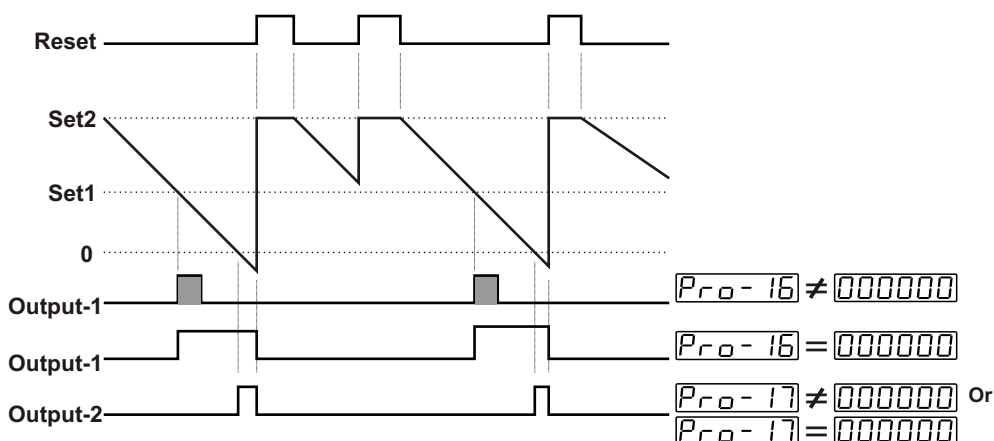 Reset
Set2
Set1
0
Output-1 Pro-16 ≠ 000000
Output-1 Pro-16 = 000000
Output-2 Pro-17 ≠ 000000 Or
Pro-17 = 000000